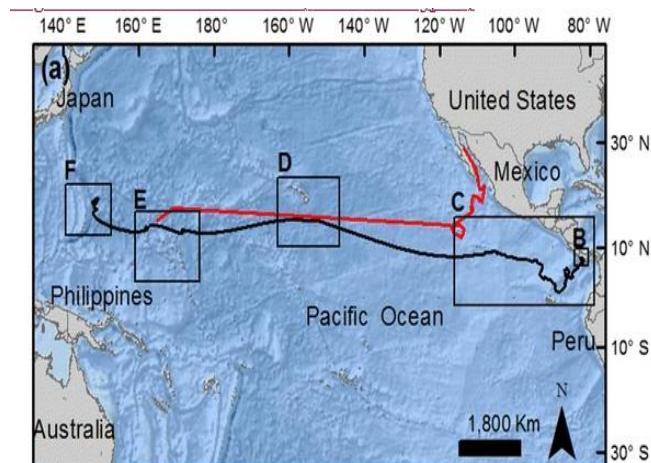 140° E 160° E 180° 160° W 140° W 120° W 100° W 80° W
(a)
Japan
United States
30° N
F
D
Mexico
E
C
B
10° N
Philippines
Pacific Ocean
Peru
10° S
N
1,800 Km
Australia
30° S